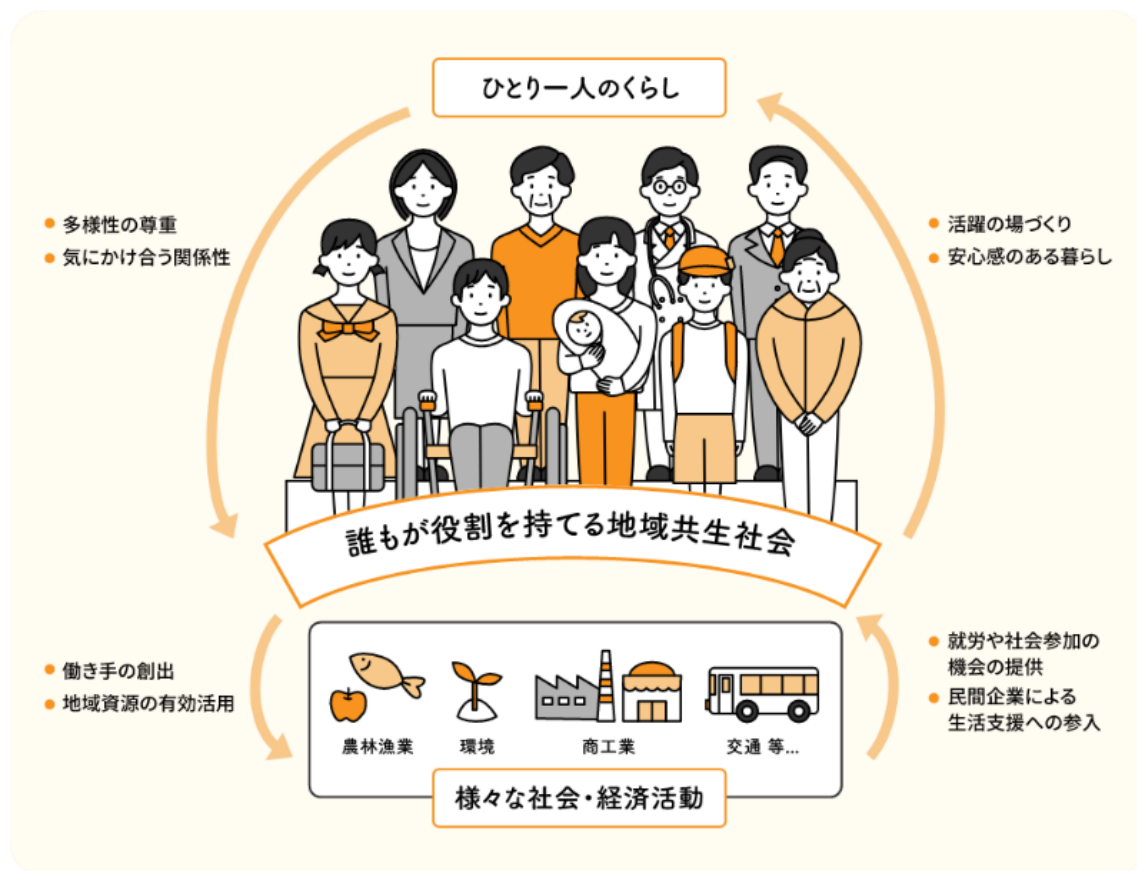 ひとり一人のくらし
多様性の尊重
気にかけ合う関係性
活躍の場づくり
安心感のある暮らし
誰もが役割を持てる地域共生社会
働き手の創出
地域資源の有効活用
就労や社会参加の
機会の提供
民間企業による
生活支援への参入
農林漁業
環境
商工業
交通 等...
様々な社会・経済活動